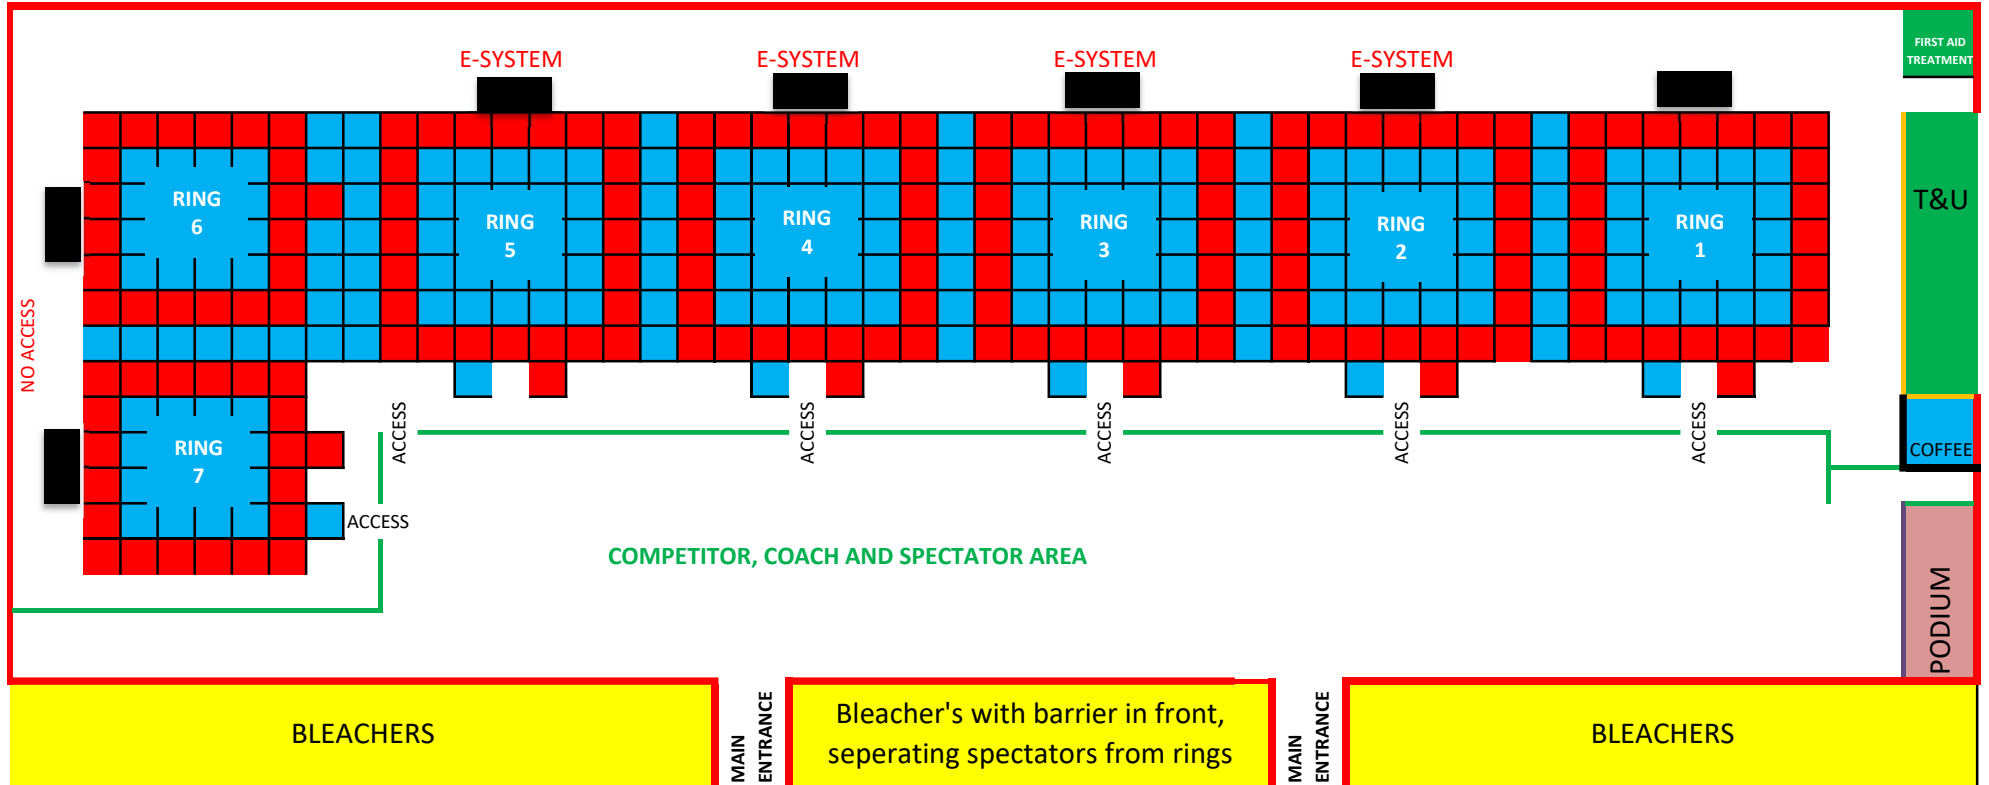 FIRST AID
TREATMENT
E-SYSTEM
E-SYSTEM
E-SYSTEM
E-SYSTEM
RING
6
RING
5
RING
4
RING
3
RING
2
RING
1
T&U
NO ACCESS
ACCESS
ACCESS
ACCESS
ACCESS
ACCESS
COFFEE
RING
7
ACCESS
COMPETITOR, COACH AND SPECTATOR AREA
PODIUM
BLEACHERS
MAIN
ENTRANCE
Bleacher's with barrier in front,
seperating spectators from rings
MAIN
ENTRANCE
BLEACHERS